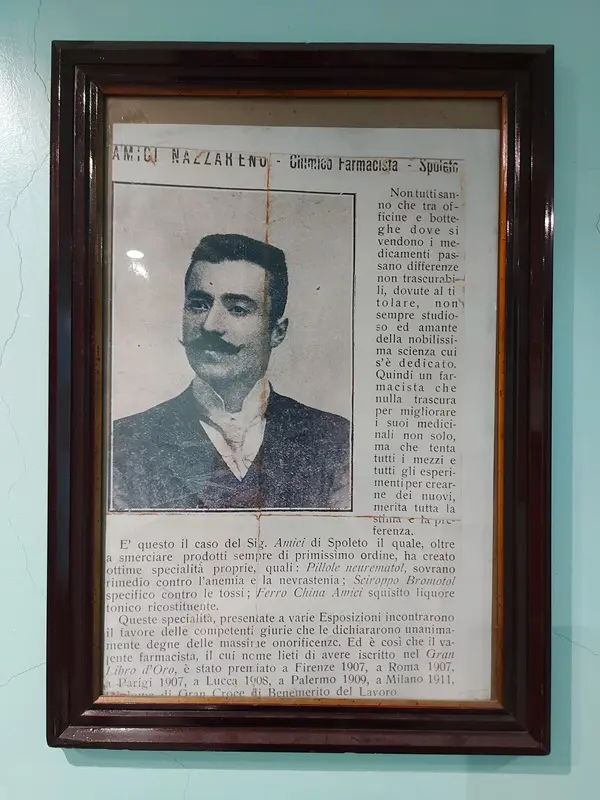 AMICI NAZZARENO - Chimico Farmacista - Spoleto
Non tutti san-
no che tra of-
ficine e botte-
ghe dove si
vendono i me-
dicamenti pas-
sano differenze
non trascurabi-
li, dovute al ti
tolare, non
sempre studio-
so ed amante
della nobilissi-
ma scienza cui
s'è dedicato.
Quindi un far-
macista che
nulla trascura
per migliorare
i suoi medici-
nali non solo,
ma che tenta
tutti i mezzi e
tutti gli esperi-
menti per crear-
ne dei nuovi,
merita tutta la
stima e la pre-
ferenza.
E' questo il caso del Sig. Amici di Spoleto il quale, oltre
a smerciare prodotti sempre di primissimo ordine, ha creato
ottime specialità proprie, quali: Pillole neurematol, sovrano
rimedio contro l'anemia e la nevrastenia; Sciroppo Bromotol
specifico contro le tossi; Ferro China Amici squisito liquore
tonico ricostituente.
Queste specialità, presentate a varie Esposizioni incontrarono
il favore delle competenti giurie che le dichiararono unanima-
mente degne delle massime onorificenze. Ed è così che il va-
lente farmacista, il cui nome lieti di avere iscritto nel Gran
Libro d'Oro, è stato premiato a Firenze 1907, a Roma 1907,
a Parigi 1907, a Lucca 1908, a Palermo 1909, a Milano 1911.
Diploma di Gran Croce di Benemerito del Lavoro